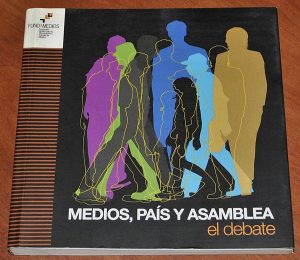 FUNDAMEDIOS
MEDIOS, PAÍS Y ASAMBLEA
el debate